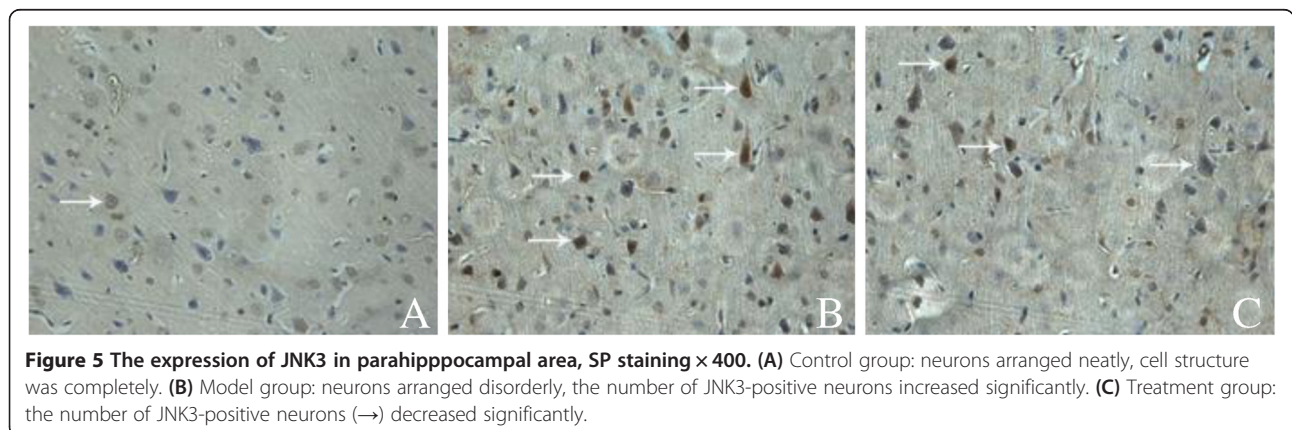 A B C
Figure 5 The expression of JNK3 in parahipppocampal area, SP staining × 400. (A) Control group: neurons arranged neatly, cell structure
was completely. (B) Model group: neurons arranged disorderly, the number of JNK3-positive neurons increased significantly. (C) Treatment group:
the number of JNK3-positive neurons (→) decreased significantly.